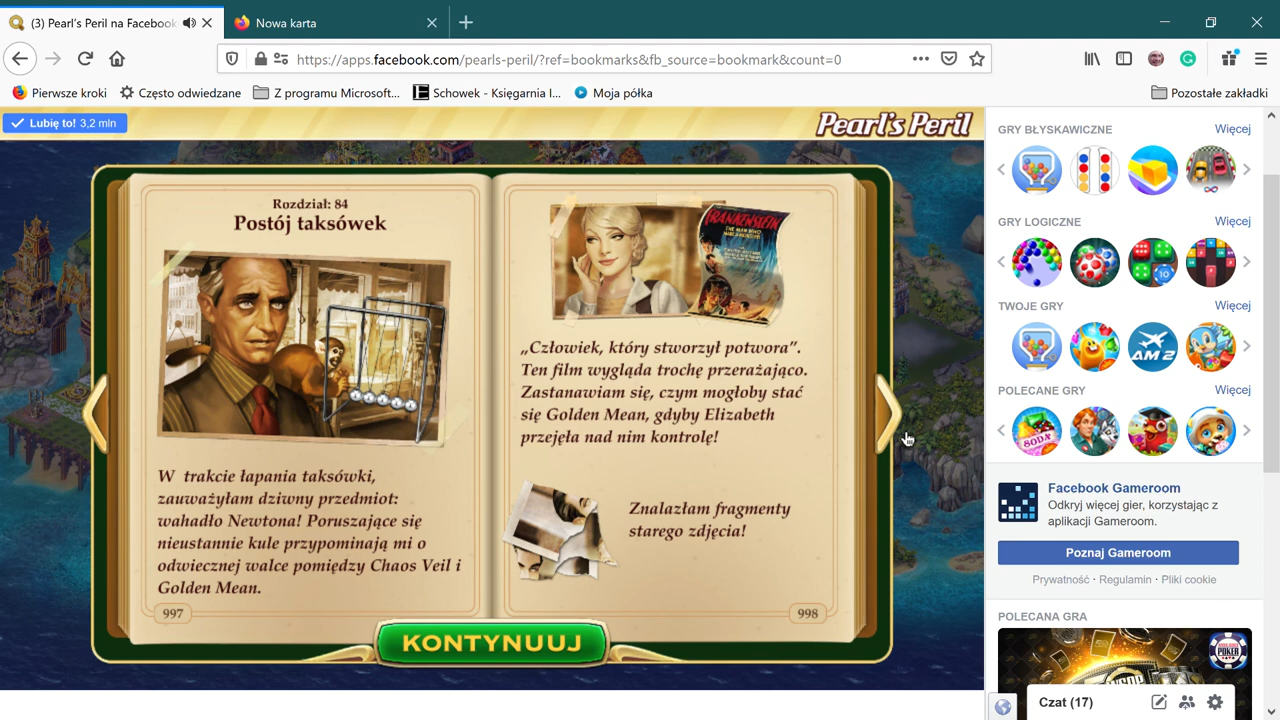 (3) Pearl's Peril na Facebook
Nowa karta
https://apps.facebook.com/pearls-peril/?ref=bookmarks&fb_source=bookmark&count=0
Pierwsze kroki
Często odwiedzane
Z programu Microsoft...
Schowek - Księgarnia I...
Moja półka
Pozostałe zakładki
Lubię to! 3,2 mln
Pearl's Peril
Rozdział: 84
Postój taksówek
W trakcie łapania taksówki,
zauważyłam dziwny przedmiot:
wahadło Newtona! Poruszające się
nieustannie kule przypominają mi o
odwiecznej walce pomiędzy Chaos Veil i
Golden Mean.
997
FRANKENSTEIN
THE MAN WHO
MADE A MONSTER
„Człowiek, który stworzył potwora”.
Ten film wygląda trochę przerażająco.
Zastanawiam się, czym mogłoby stać
się Golden Mean, gdyby Elizabeth
przejęła nad nim kontrolę!
Znalazłam fragmenty
starego zdjęcia!
998
KONTYNUUJ
GRY BŁYSKAWICZNE
Więcej
GRY LOGICZNE
Więcej
10
TWOJE GRY
Więcej
AM 2
POLECANE GRY
Więcej
SODA
Facebook Gameroom
Odkryj więcej gier, korzystając z
aplikacji Gameroom.
Poznaj Gameroom
Prywatność · Regulamin · Pliki cookie
POLECANA GRA
POKER
Czat (17)